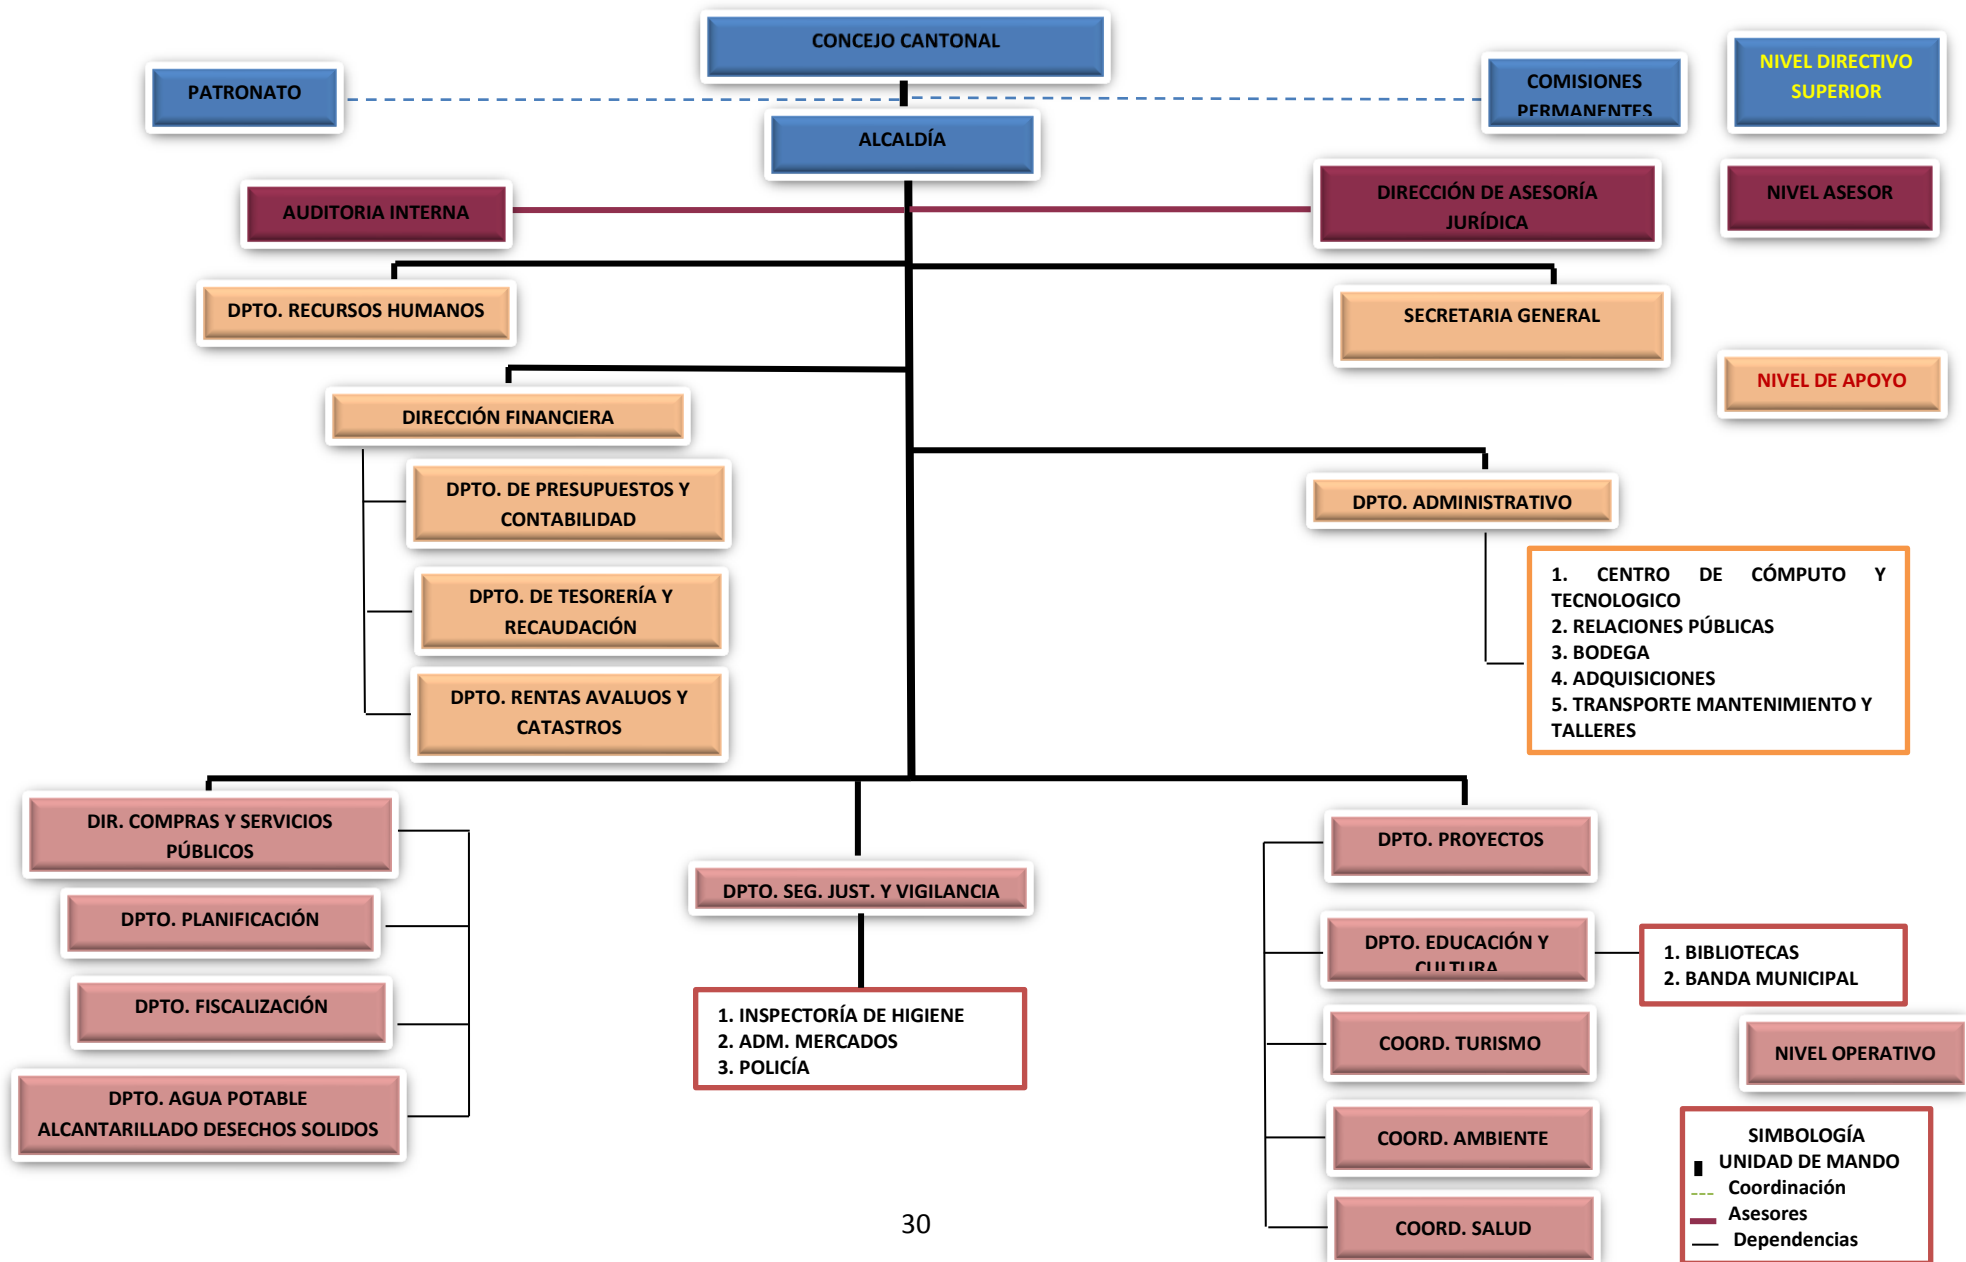 CONCEJO CANTONAL
PATRONATO
COMISIONES
PERMANENTES
NIVEL DIRECTIVO
SUPERIOR
ALCALDÍA
AUDITORIA INTERNA
DIRECCIÓN DE ASESORÍA
JURÍDICA
NIVEL ASESOR
DPTO. RECURSOS HUMANOS
SECRETARIA GENERAL
NIVEL DE APOYO
DIRECCIÓN FINANCIERA
DPTO. DE PRESUPUESTOS Y
CONTABILIDAD
DPTO. DE TESORERÍA Y
RECAUDACIÓN
DPTO. RENTAS AVALUOS Y
CATASTROS
DPTO. ADMINISTRATIVO
1. CENTRO DE CÓMPUTO Y
TECNOLOGICO
2. RELACIONES PÚBLICAS
3. BODEGA
4. ADQUISICIONES
5. TRANSPORTE MANTENIMIENTO Y
TALLERES
DIR. COMPRAS Y SERVICIOS
PÚBLICOS
DPTO. PLANIFICACIÓN
DPTO. FISCALIZACIÓN
DPTO. AGUA POTABLE
ALCANTARILLADO DESECHOS SOLIDOS
DPTO. SEG. JUST. Y VIGILANCIA
1. INSPECTORÍA DE HIGIENE
2. ADM. MERCADOS
3. POLICÍA
DPTO. PROYECTOS
DPTO. EDUCACIÓN Y
CULTURA
1. BIBLIOTECAS
2. BANDA MUNICIPAL
COORD. TURISMO
COORD. AMBIENTE
COORD. SALUD
NIVEL OPERATIVO
SIMBOLOGÍA
UNIDAD DE MANDO
Coordinación
Asesores
Dependencias
30